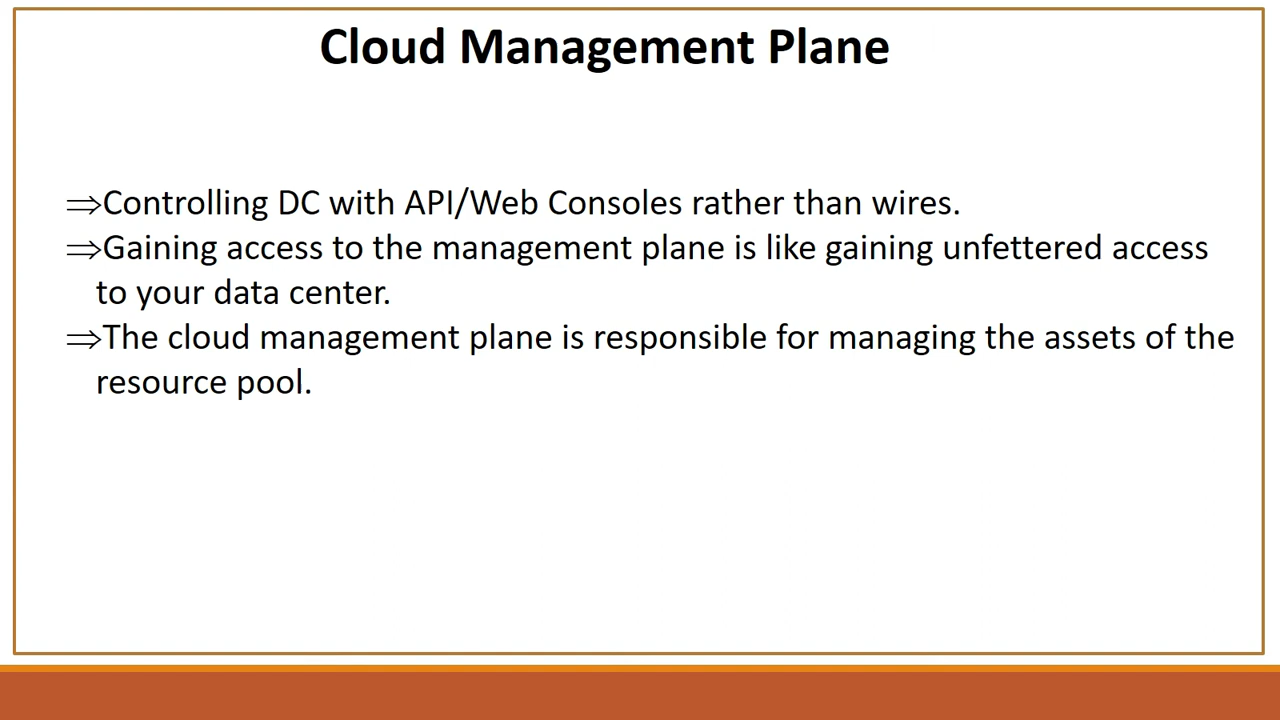 Cloud Management Plane
⇒Controlling DC with API/Web Consoles rather than wires.
⇒Gaining access to the management plane is like gaining unfettered access
to your data center.
⇒The cloud management plane is responsible for managing the assets of the
resource pool.